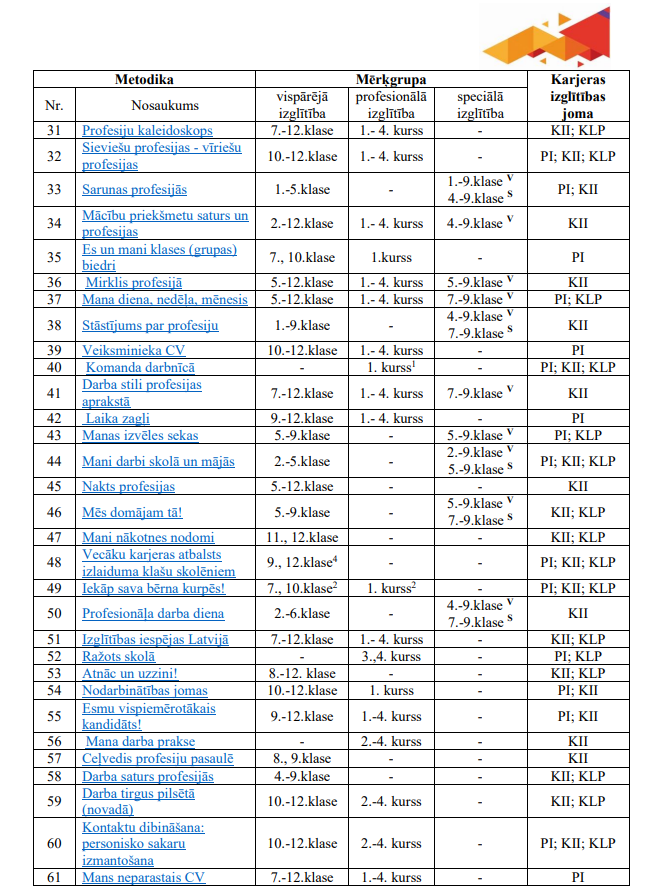 Metodika Mērķgrupa Karjeras izglītības joma
Nr. Nosaukums vispārējā izglītība profesionālā izglītība speciālā izglītība
31 Profesiju kaleidoskops 7.-12.klase 1.- 4. kurss - KII; KLP
32 Sieviešu profesijas - vīriešu profesijas 10.-12.klase 1.- 4. kurss - PI; KII; KLP
33 Sarunas profesijās 1.-5.klase - 1.-9.klase V 4.-9.klase S PI; KII
34 Mācību priekšmetu saturs un profesijas 2.-12.klase 1.- 4. kurss 4.-9.klase V KII
35 Es un mani klases (grupas) biedri 7., 10.klase 1.kurss - PI
36 Mirklis profesijā 5.-12.klase 1.- 4. kurss 5.-9.klase V KII
37 Mana diena, nedēļa, mēnesis 5.-12.klase 1.- 4. kurss 7.-9.klase V PI; KLP
38 Stāstījums par profesiju 1.-9.klase - 4.-9.klase V 7.-9.klase S KII
39 Veiksminieka CV 10.-12.klase 1.- 4. kurss - PI
40 Komanda darbnīcā - 1. kurss1 - PI; KII; KLP
41 Darba stili profesijas aprakstā 7.-12.klase 1.- 4. kurss 7.-9.klase V KII
42 Laika zagļi 9.-12.klase 1.- 4. kurss - PI
43 Manas izvēles sekas 5.-9.klase - 5.-9.klase V PI; KLP
44 Mani darbi skolā un mājās 2.-5.klase - 2.-9.klase V 5.-9.klase S PI; KII; KLP
45 Nakts profesijas 5.-12.klase - - KII
46 Mēs domājam tā! 5.-9.klase - 5.-9.klase V 7.-9.klase S KII; KLP
47 Mani nākotnes nodomi 11., 12.klase - - KII; KLP
48 Vecāku karjeras atbalsts izlaiduma klašu skolēniem 9., 12.klase4 - - PI; KII; KLP
49 Iekāp sava bērna kurpēs! 7., 10.klase2 1. kurss2 - PI; KII; KLP
50 Profesionāļa darba diena 2.-6.klase - 4.-9.klase V 7.-9.klase S KII
51 Izglītības iespējas Latvijā 7.-12.klase 1.- 4. kurss - KII; KLP
52 Ražots skolā - 3.,4. kurss - PI; KLP
53 Atnāc un uzzini! 8.-12. klase - - KII; KLP
54 Nodarbinātības jomas 10.-12.klase 1. kurss - PI; KII
55 Esmu vispiemērotākais kandidāts! 9.-12.klase 1.-4. kurss - PI; KII
56 Mana darba prakse - 2.-4. kurss - KII
57 Ceļvedis profesiju pasaulē 8., 9.klase - - KII
58 Darba saturs profesijās 4.-9.klase - - KII; KLP
59 Darba tirgus pilsētā (novadā) 10.-12.klase 2.-4. kurss - KII; KLP
60 Kontaktu dibināšana: personisko sakaru izmantošana 10.-12.klase 2.-4. kurss - PI; KII; KLP
61 Mans neparastais CV 7.-12.klase 1.-4. kurss - PI